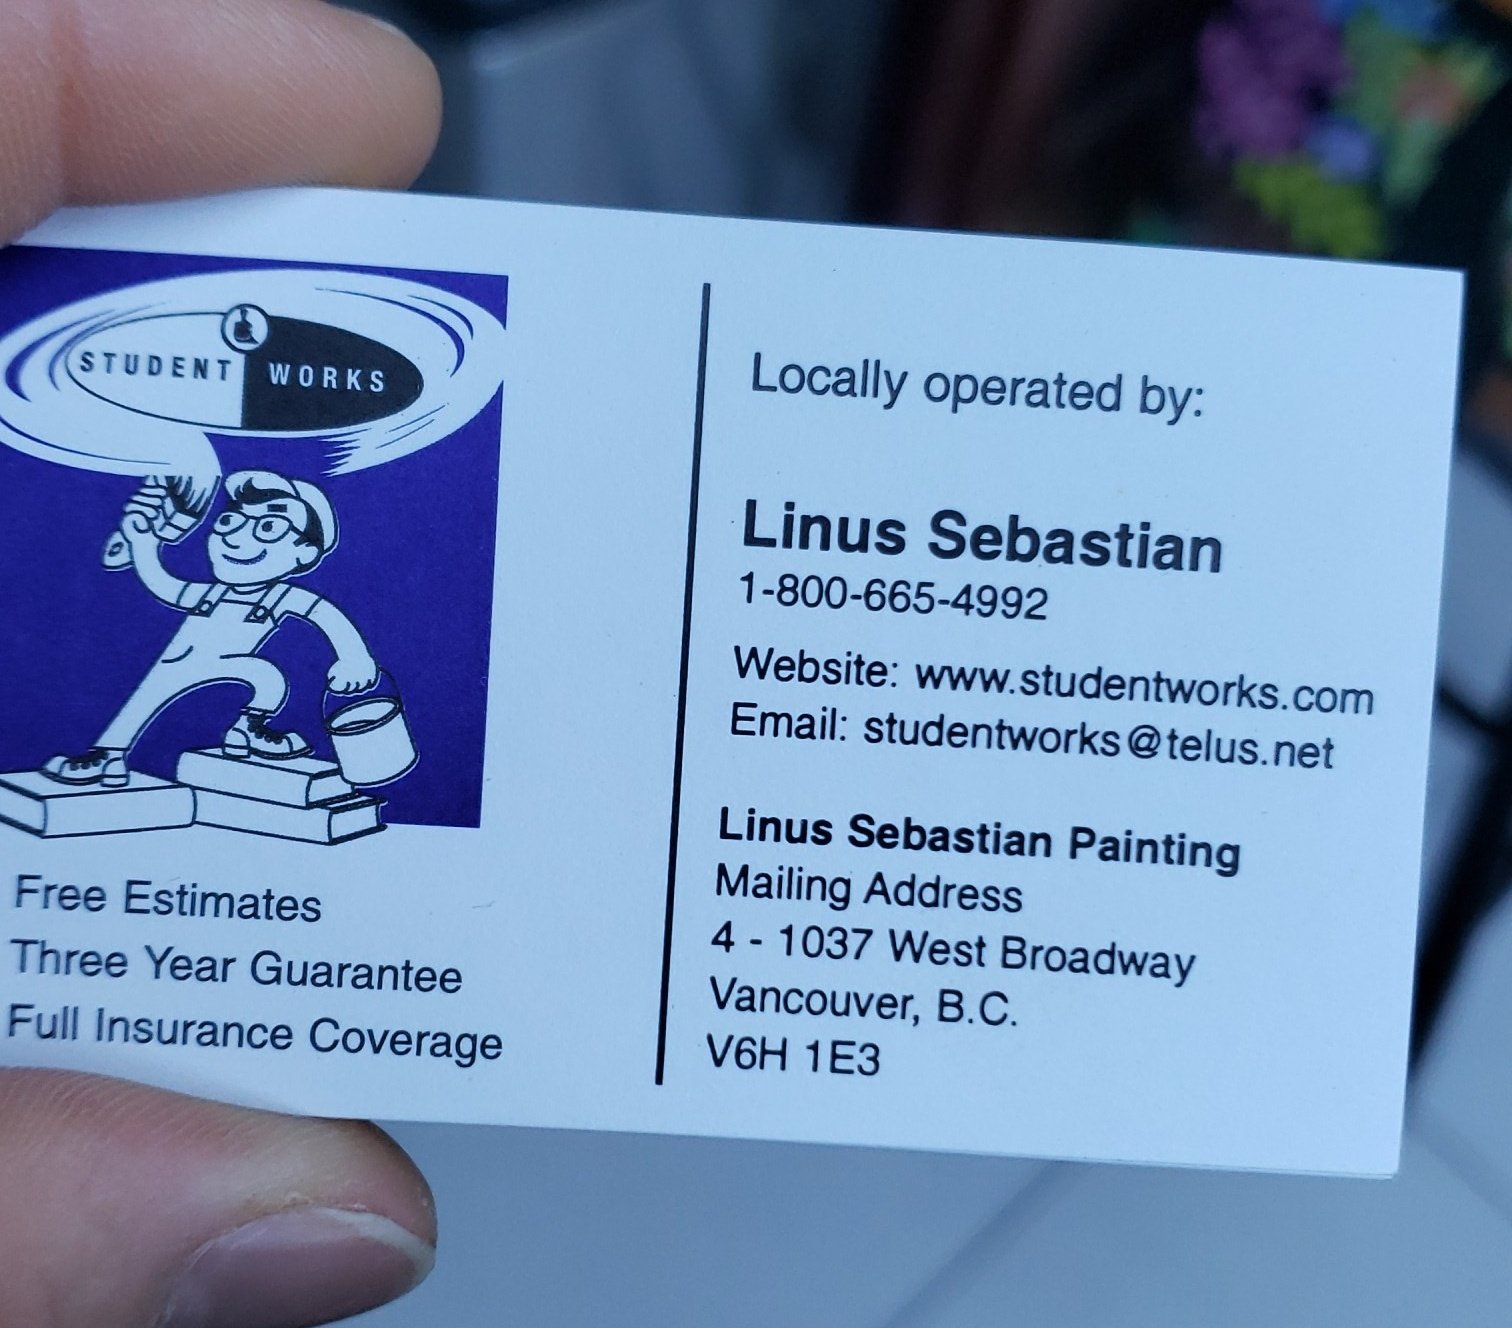 STUDENT WORKS
Free Estimates
Three Year Guarantee
Full Insurance Coverage
Locally operated by:
Linus Sebastian
1-800-665-4992
Website: www.studentworks.com
Email: studentworks@telus.net
Linus Sebastian Painting
Mailing Address
4 - 1037 West Broadway
Vancouver, B.C.
V6H 1E3